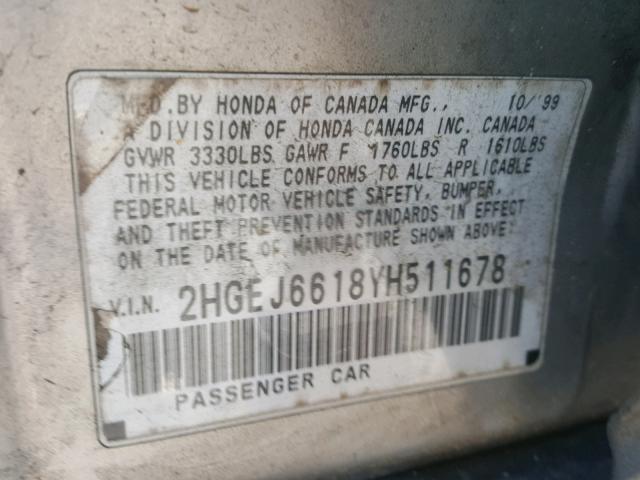 MFD. BY HONDA OF CANADA MFG., 10/'99
A DIVISION OF HONDA CANADA INC. CANADA
GVWR 3330LBS GAWR F 1760LBS R 1610LBS
THIS VEHICLE CONFORMS TO ALL APPLICABLE
FEDERAL MOTOR VEHICLE SAFETY, BUMPER,
AND THEFT PREVENTION STANDARDS IN EFFECT
ON THE DATE OF MANUFACTURE SHOWN ABOVE.
V.I.N. 2HGEJ6618YH511678
PASSENGER CAR